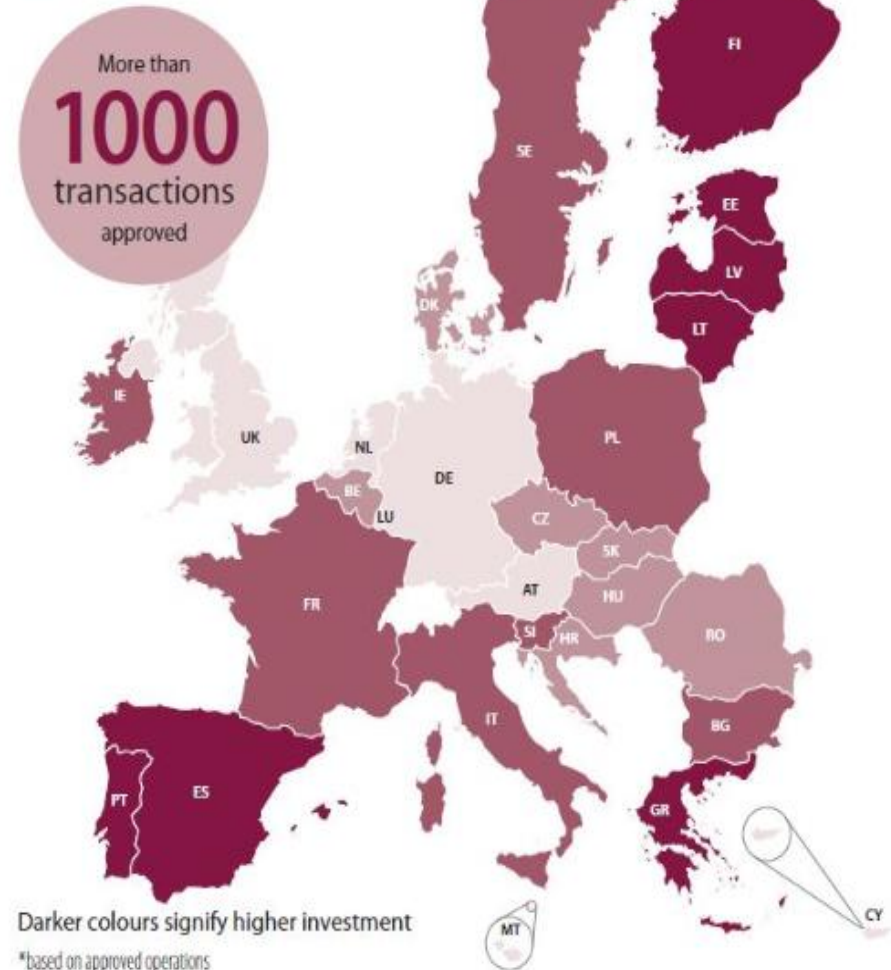 More than
1000
transactions
approved
FI
SE
EE
LV
DK
LT
IE
UK
NL
PL
DE
BE
LU
CZ
SK
AT
HU
FR
SI
HR
RO
IT
BG
PT
ES
GR
CY
MT
Darker colours signify higher investment
*based on approved operations